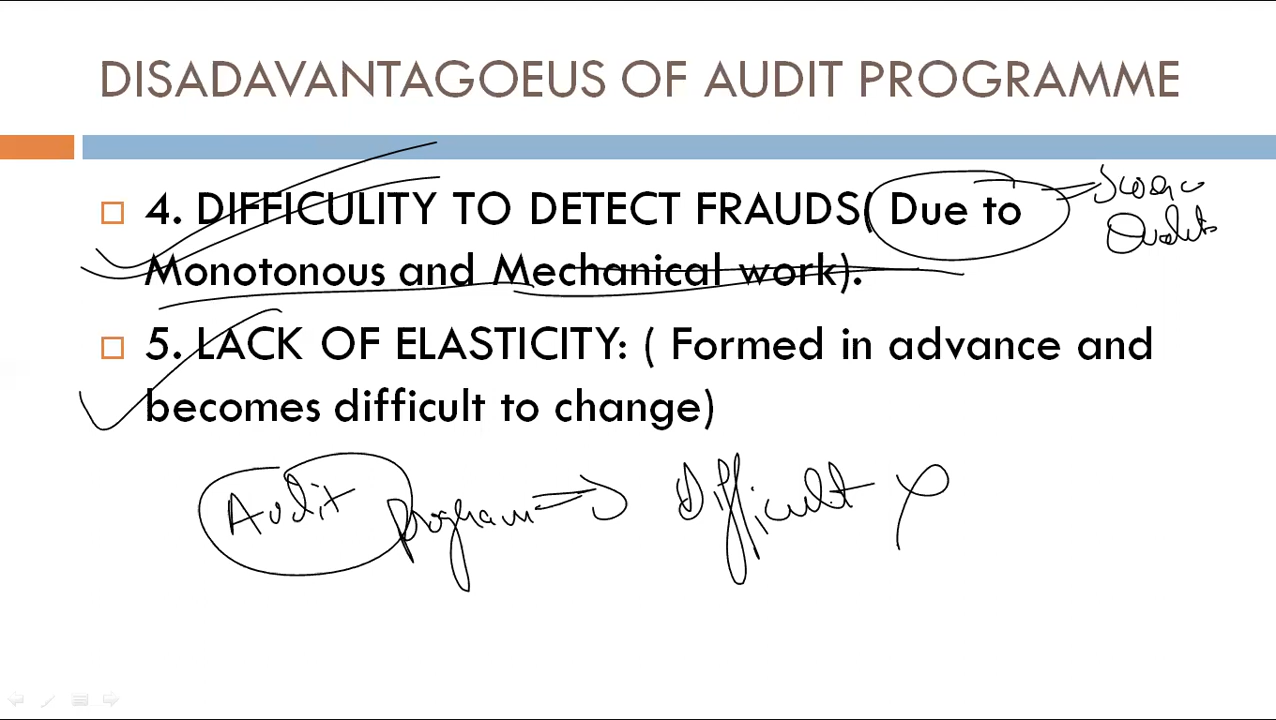 DISADAVANTAGOEUS OF AUDIT PROGRAMME
4. DIFFICULITY TO DETECT FRAUDS( Due to
Monotonous and Mechanical work).
5. LACK OF ELASTICITY: ( Formed in advance and
becomes difficult to change)
Audit program → Difficult